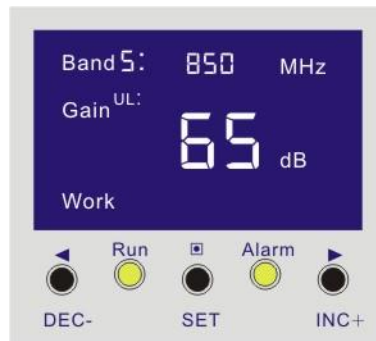 Band 5: 850 MHz
Gain UL:
65 dB
Work
Run Alarm
DEC- SET INC+